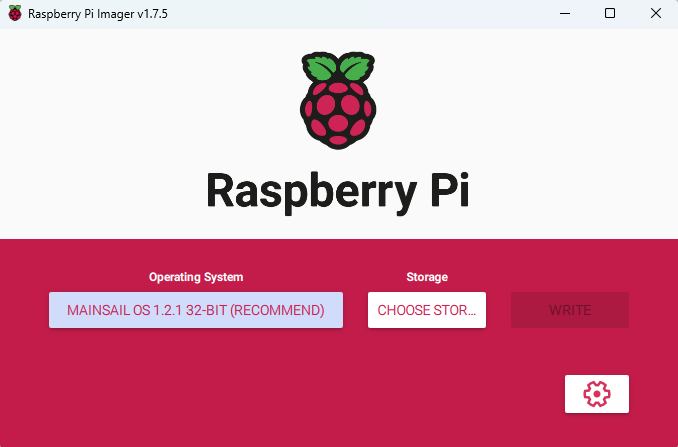 Raspberry Pi Imager v1.7.5
Raspberry Pi
Operating System
Storage
MAINSAIL OS 1.2.1 32-BIT (RECOMMEND)
CHOOSE STOR...
WRITE